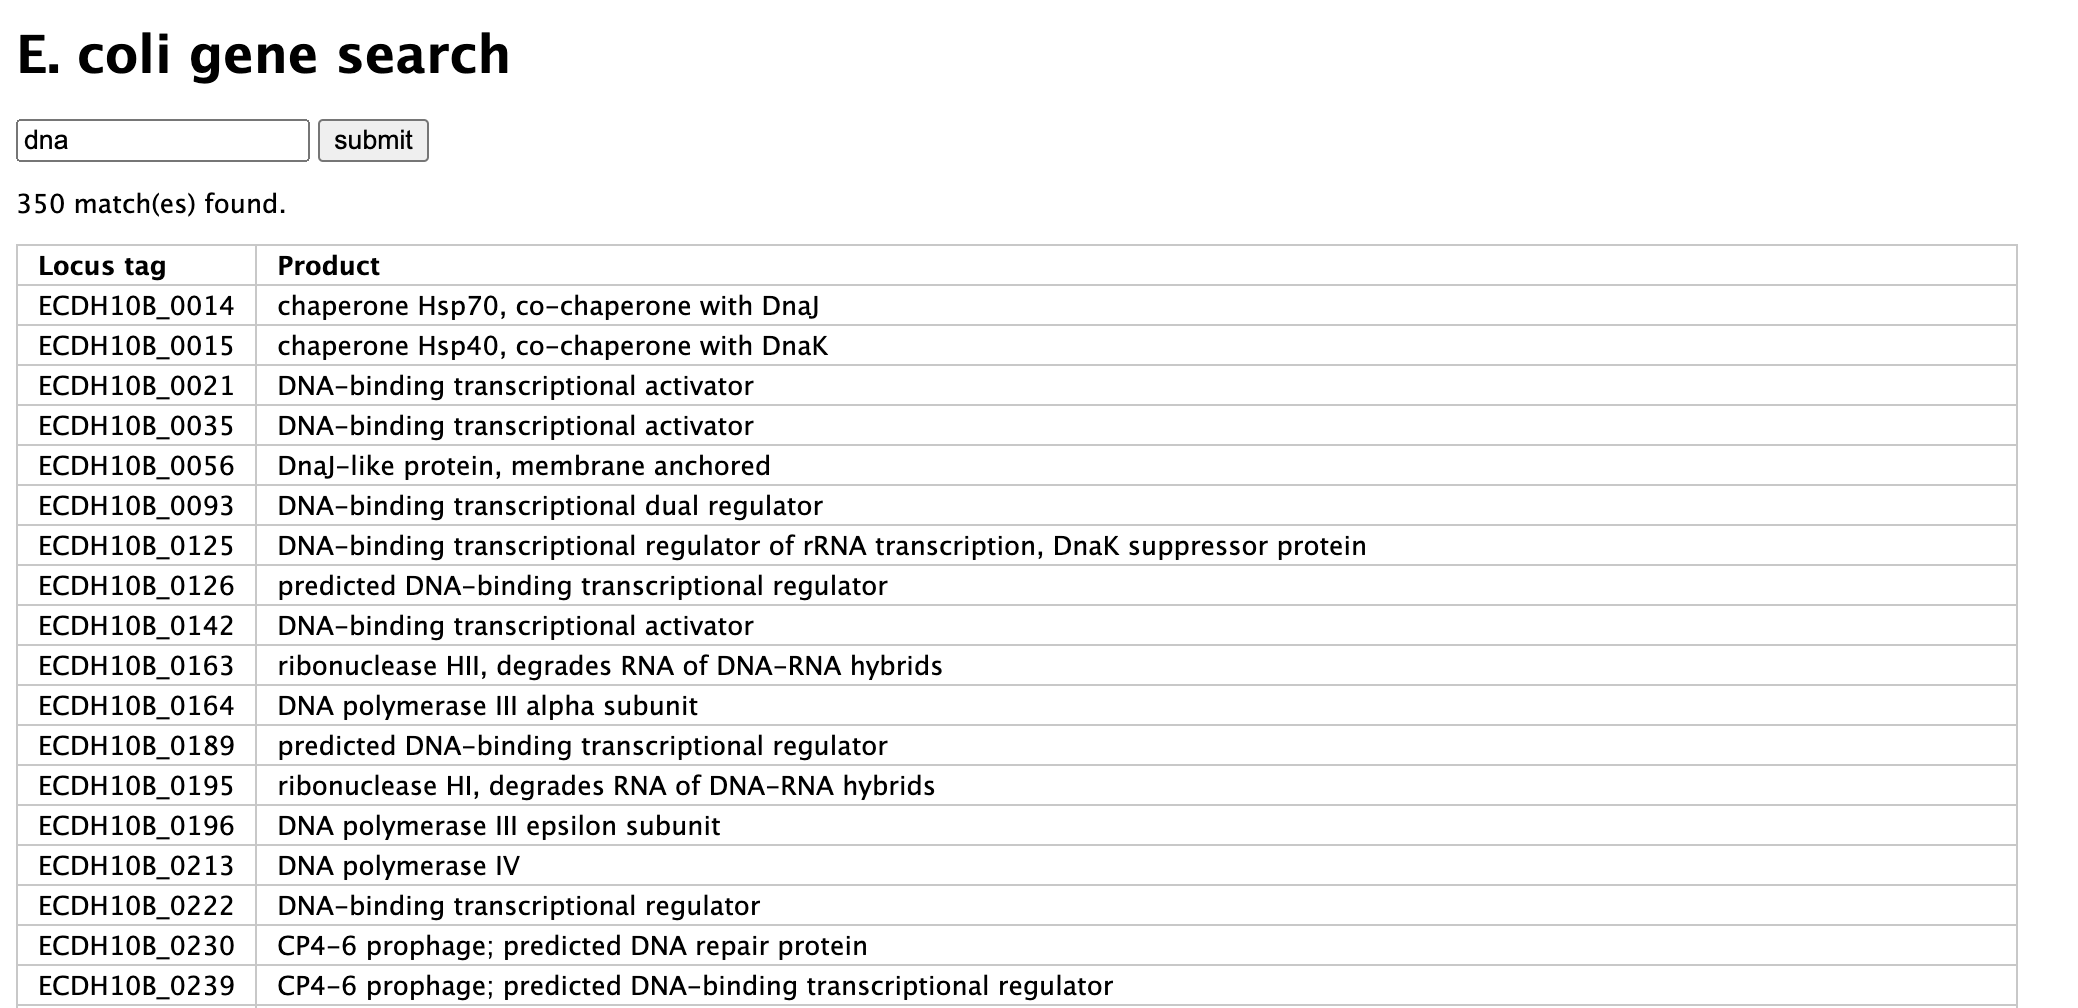 E. coli gene search
dna submit
350 match(es) found.
Locus tag Product
ECDH10B_0014 chaperone Hsp70, co-chaperone with DnaJ
ECDH10B_0015 chaperone Hsp40, co-chaperone with DnaK
ECDH10B_0021 DNA-binding transcriptional activator
ECDH10B_0035 DNA-binding transcriptional activator
ECDH10B_0056 DnaJ-like protein, membrane anchored
ECDH10B_0093 DNA-binding transcriptional dual regulator
ECDH10B_0125 DNA-binding transcriptional regulator of rRNA transcription, DnaK suppressor protein
ECDH10B_0126 predicted DNA-binding transcriptional regulator
ECDH10B_0142 DNA-binding transcriptional activator
ECDH10B_0163 ribonuclease HII, degrades RNA of DNA-RNA hybrids
ECDH10B_0164 DNA polymerase III alpha subunit
ECDH10B_0189 predicted DNA-binding transcriptional regulator
ECDH10B_0195 ribonuclease HI, degrades RNA of DNA-RNA hybrids
ECDH10B_0196 DNA polymerase III epsilon subunit
ECDH10B_0213 DNA polymerase IV
ECDH10B_0222 DNA-binding transcriptional regulator
ECDH10B_0230 CP4-6 prophage; predicted DNA repair protein
ECDH10B_0239 CP4-6 prophage; predicted DNA-binding transcriptional regulator